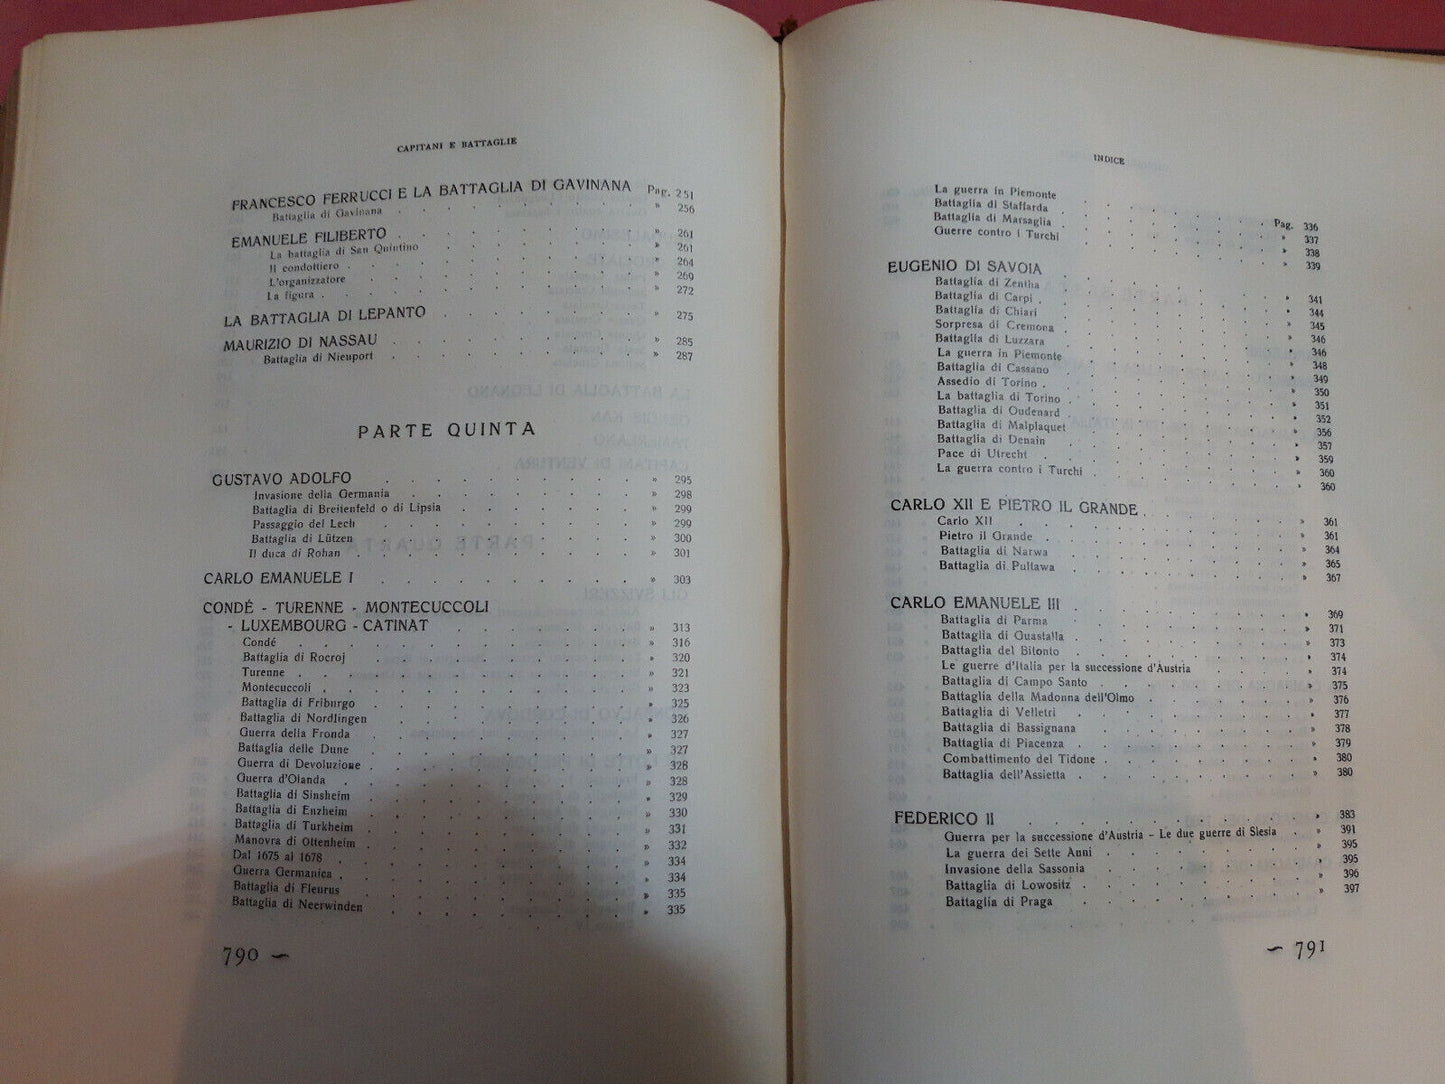 CAPITANI E BATTAGLIE
FRANCESCO FERRUCCI E LA BATTAGLIA DI GAVINANA Pag. 251
Battaglia di Gavinana . . . . . . . » 256
EMANUELE FILIBERTO . . . . . . . » 261
La battaglia di San Quintino . . . . . . » 261
Il condottiero . . . . . . . . » 264
L'organizzatore . . . . . . . . » 269
La figura . . . . . . . . . » 272
LA BATTAGLIA DI LEPANTO . . . . . . » 275
MAURIZIO DI NASSAU . . . . . . . » 285
Battaglia di Nieuport . . . . . . . » 287
PARTE QUINTA
GUSTAVO ADOLFO . . . . . . . » 295
Invasione della Germania . . . . . . . » 298
Battaglia di Breitenfeld o di Lipsia . . . . . » 299
Passaggio del Lech . . . . . . . . » 299
Battaglia di Lützen . . . . . . . . » 300
Il duca di Rohan . . . . . . . . » 301
CARLO EMANUELE I . . . . . . . » 303
CONDÉ - TURENNE - MONTECUCCOLI
- LUXEMBOURG - CATINAT . . . . . » 313
Condé . . . . . . . . . » 316
Battaglia di Rocroj . . . . . . . » 320
Turenne . . . . . . . . . » 321
Montecuccoli . . . . . . . . » 323
Battaglia di Friburgo . . . . . . . » 325
Battaglia di Nordlingen . . . . . . . » 326
Guerra della Fronda . . . . . . . » 327
Battaglia delle Dune . . . . . . . » 327
Guerra di Devoluzione . . . . . . . » 328
Guerra d'Olanda . . . . . . . . » 328
Battaglia di Sinsheim . . . . . . . » 329
Battaglia di Enzheim . . . . . . . » 330
Battaglia di Turkheim . . . . . . . » 331
Manovra di Ottenheim . . . . . . . » 332
Dal 1675 al 1678 . . . . . . . . » 334
Guerra Germanica . . . . . . . . » 334
Battaglia di Fleurus . . . . . . . » 335
Battaglia di Neerwinden . . . . . . . » 335
790
INDICE
La guerra in Piemonte . . . . . . . Pag. 336
Battaglia di Staffarda . . . . . . . » 337
Battaglia di Marsaglia . . . . . . . » 338
Guerre contro i Turchi . . . . . . . » 339
EUGENIO DI SAVOIA . . . . . . . » 341
Battaglia di Zentha . . . . . . . » 344
Battaglia di Carpi . . . . . . . » 345
Battaglia di Chiari . . . . . . . » 346
Sorpresa di Cremona . . . . . . . » 346
Battaglia di Luzzara . . . . . . . » 348
La guerra in Piemonte . . . . . . . » 349
Battaglia di Cassano . . . . . . . » 350
Assedio di Torino . . . . . . . » 351
La battaglia di Torino . . . . . . . » 352
Battaglia di Oudenard . . . . . . . » 356
Battaglia di Malplaquet . . . . . . . » 357
Battaglia di Denain . . . . . . . » 359
Pace di Utrecht . . . . . . . . » 360
La guerra contro i Turchi . . . . . . » 360
CARLO XII E PIETRO IL GRANDE . . . . . » 361
Carlo XII . . . . . . . . » 361
Pietro il Grande . . . . . . . . » 364
Battaglia di Narwa . . . . . . . » 365
Battaglia di Pultawa . . . . . . . » 367
CARLO EMANUELE III . . . . . . . » 369
Battaglia di Parma . . . . . . . » 371
Battaglia di Guastalla . . . . . . . » 373
Battaglia del Bitonto . . . . . . . » 374
Le guerre d'Italia per la successione d'Austria . . . » 374
Battaglia di Campo Santo . . . . . . » 375
Battaglia della Madonna dell'Olmo . . . . . » 376
Battaglia di Velletri . . . . . . . » 377
Battaglia di Bassignana . . . . . . . » 378
Battaglia di Piacenza . . . . . . . » 379
Combattimento del Tidone . . . . . . » 380
Battaglia dell'Assietta . . . . . . . » 380
FEDERICO II . . . . . . . . » 383
Guerra per la successione d'Austria - Le due guerre di Slesia . » 391
La guerra dei Sette Anni . . . . . . » 395
Invasione della Sassonia . . . . . . » 395
Battaglia di Lowositz . . . . . . . » 396
Battaglia di Praga . . . . . . . » 397
791